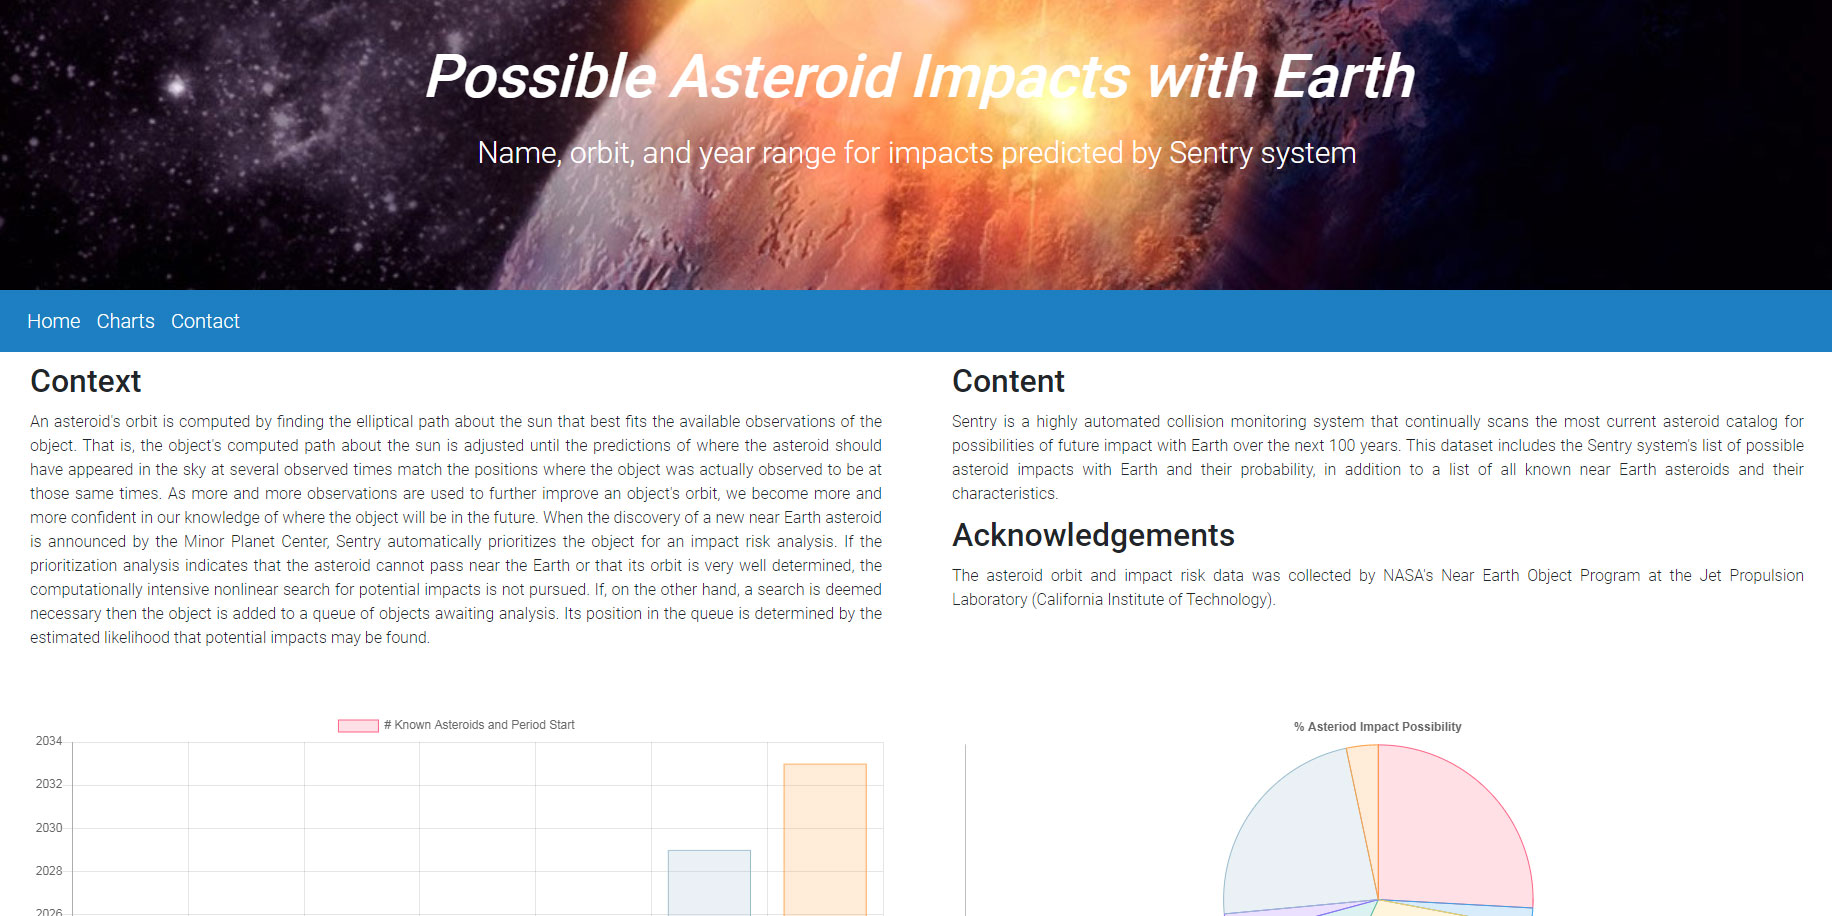 Possible Asteroid Impacts with Earth
Name, orbit, and year range for impacts predicted by Sentry system
Home Charts Contact
Context
An asteroid's orbit is computed by finding the elliptical path about the sun that best fits the available observations of the
object. That is, the object's computed path about the sun is adjusted until the predictions of where the asteroid should
have appeared in the sky at several observed times match the positions where the object was actually observed to be at
those same times. As more and more observations are used to further improve an object's orbit, we become more and
more confident in our knowledge of where the object will be in the future. When the discovery of a new near Earth asteroid
is announced by the Minor Planet Center, Sentry automatically prioritizes the object for an impact risk analysis. If the
prioritization analysis indicates that the asteroid cannot pass near the Earth or that its orbit is very well determined, the
computationally intensive nonlinear search for potential impacts is not pursued. If, on the other hand, a search is deemed
necessary then the object is added to a queue of objects awaiting analysis. Its position in the queue is determined by the
estimated likelihood that potential impacts may be found.
Content
Sentry is a highly automated collision monitoring system that continually scans the most current asteroid catalog for
possibilities of future impact with Earth over the next 100 years. This dataset includes the Sentry system's list of possible
asteroid impacts with Earth and their probability, in addition to a list of all known near Earth asteroids and their
characteristics.
Acknowledgements
The asteroid orbit and impact risk data was collected by NASA's Near Earth Object Program at the Jet Propulsion
Laboratory (California Institute of Technology).
# Known Asteroids and Period Start
2034
2032
2030
2028
2026
% Asteriod Impact Possibility